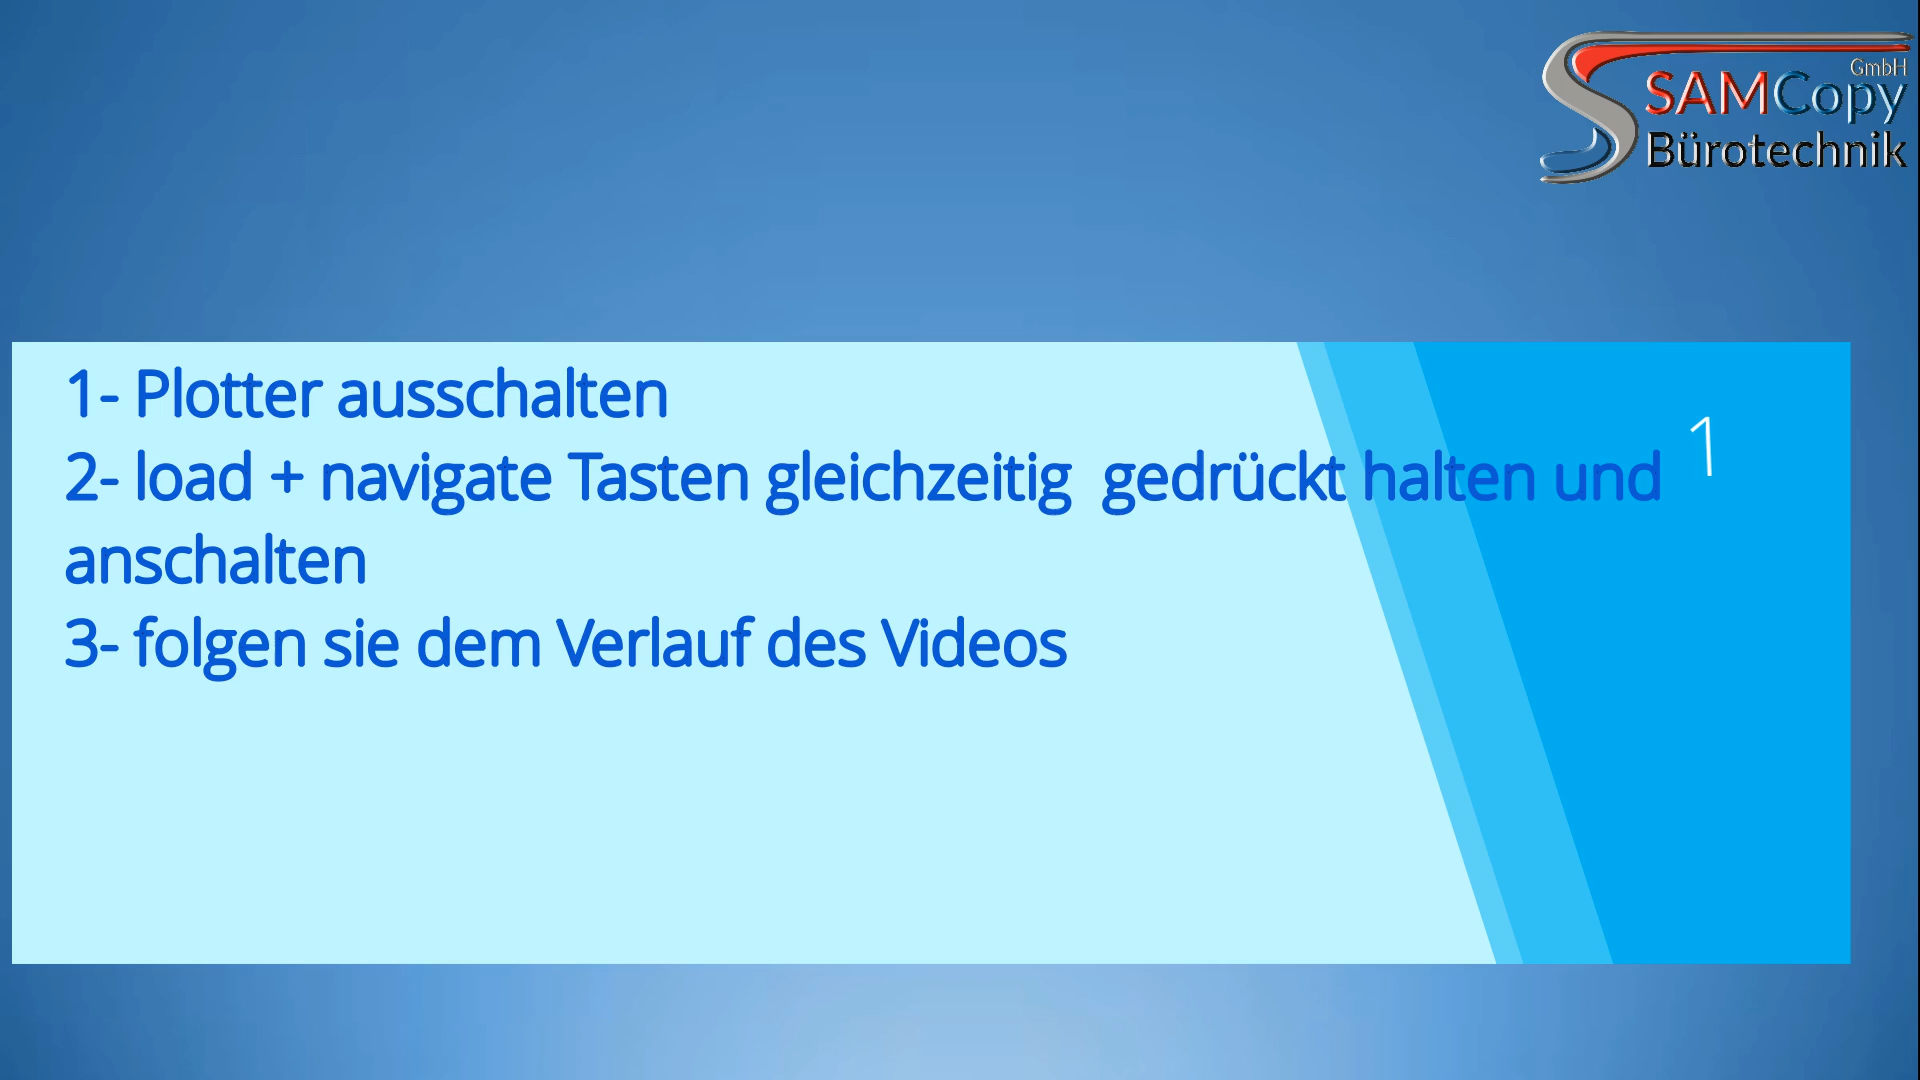 GmbH
SAMCopy
Bürotechnik
1- Plotter ausschalten
2- load + navigate Tasten gleichzeitig  gedrückt halten und
anschalten
3- folgen sie dem Verlauf des Videos
1